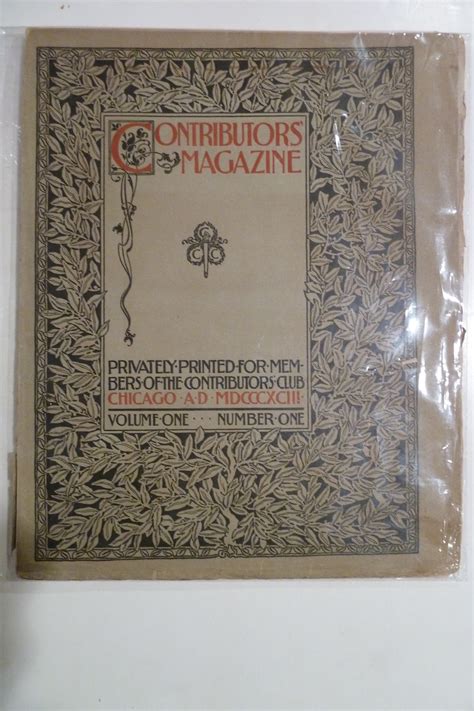 CONTRIBUTORS'
MAGAZINE
PRIVATELY·PRINTED·FOR·MEM-
BERS·OF·THE·CONTRIBUTORS'·CLUB
CHICAGO·A·D·MDCCCXCIII
VOLUME·ONE···NUMBER·ONE